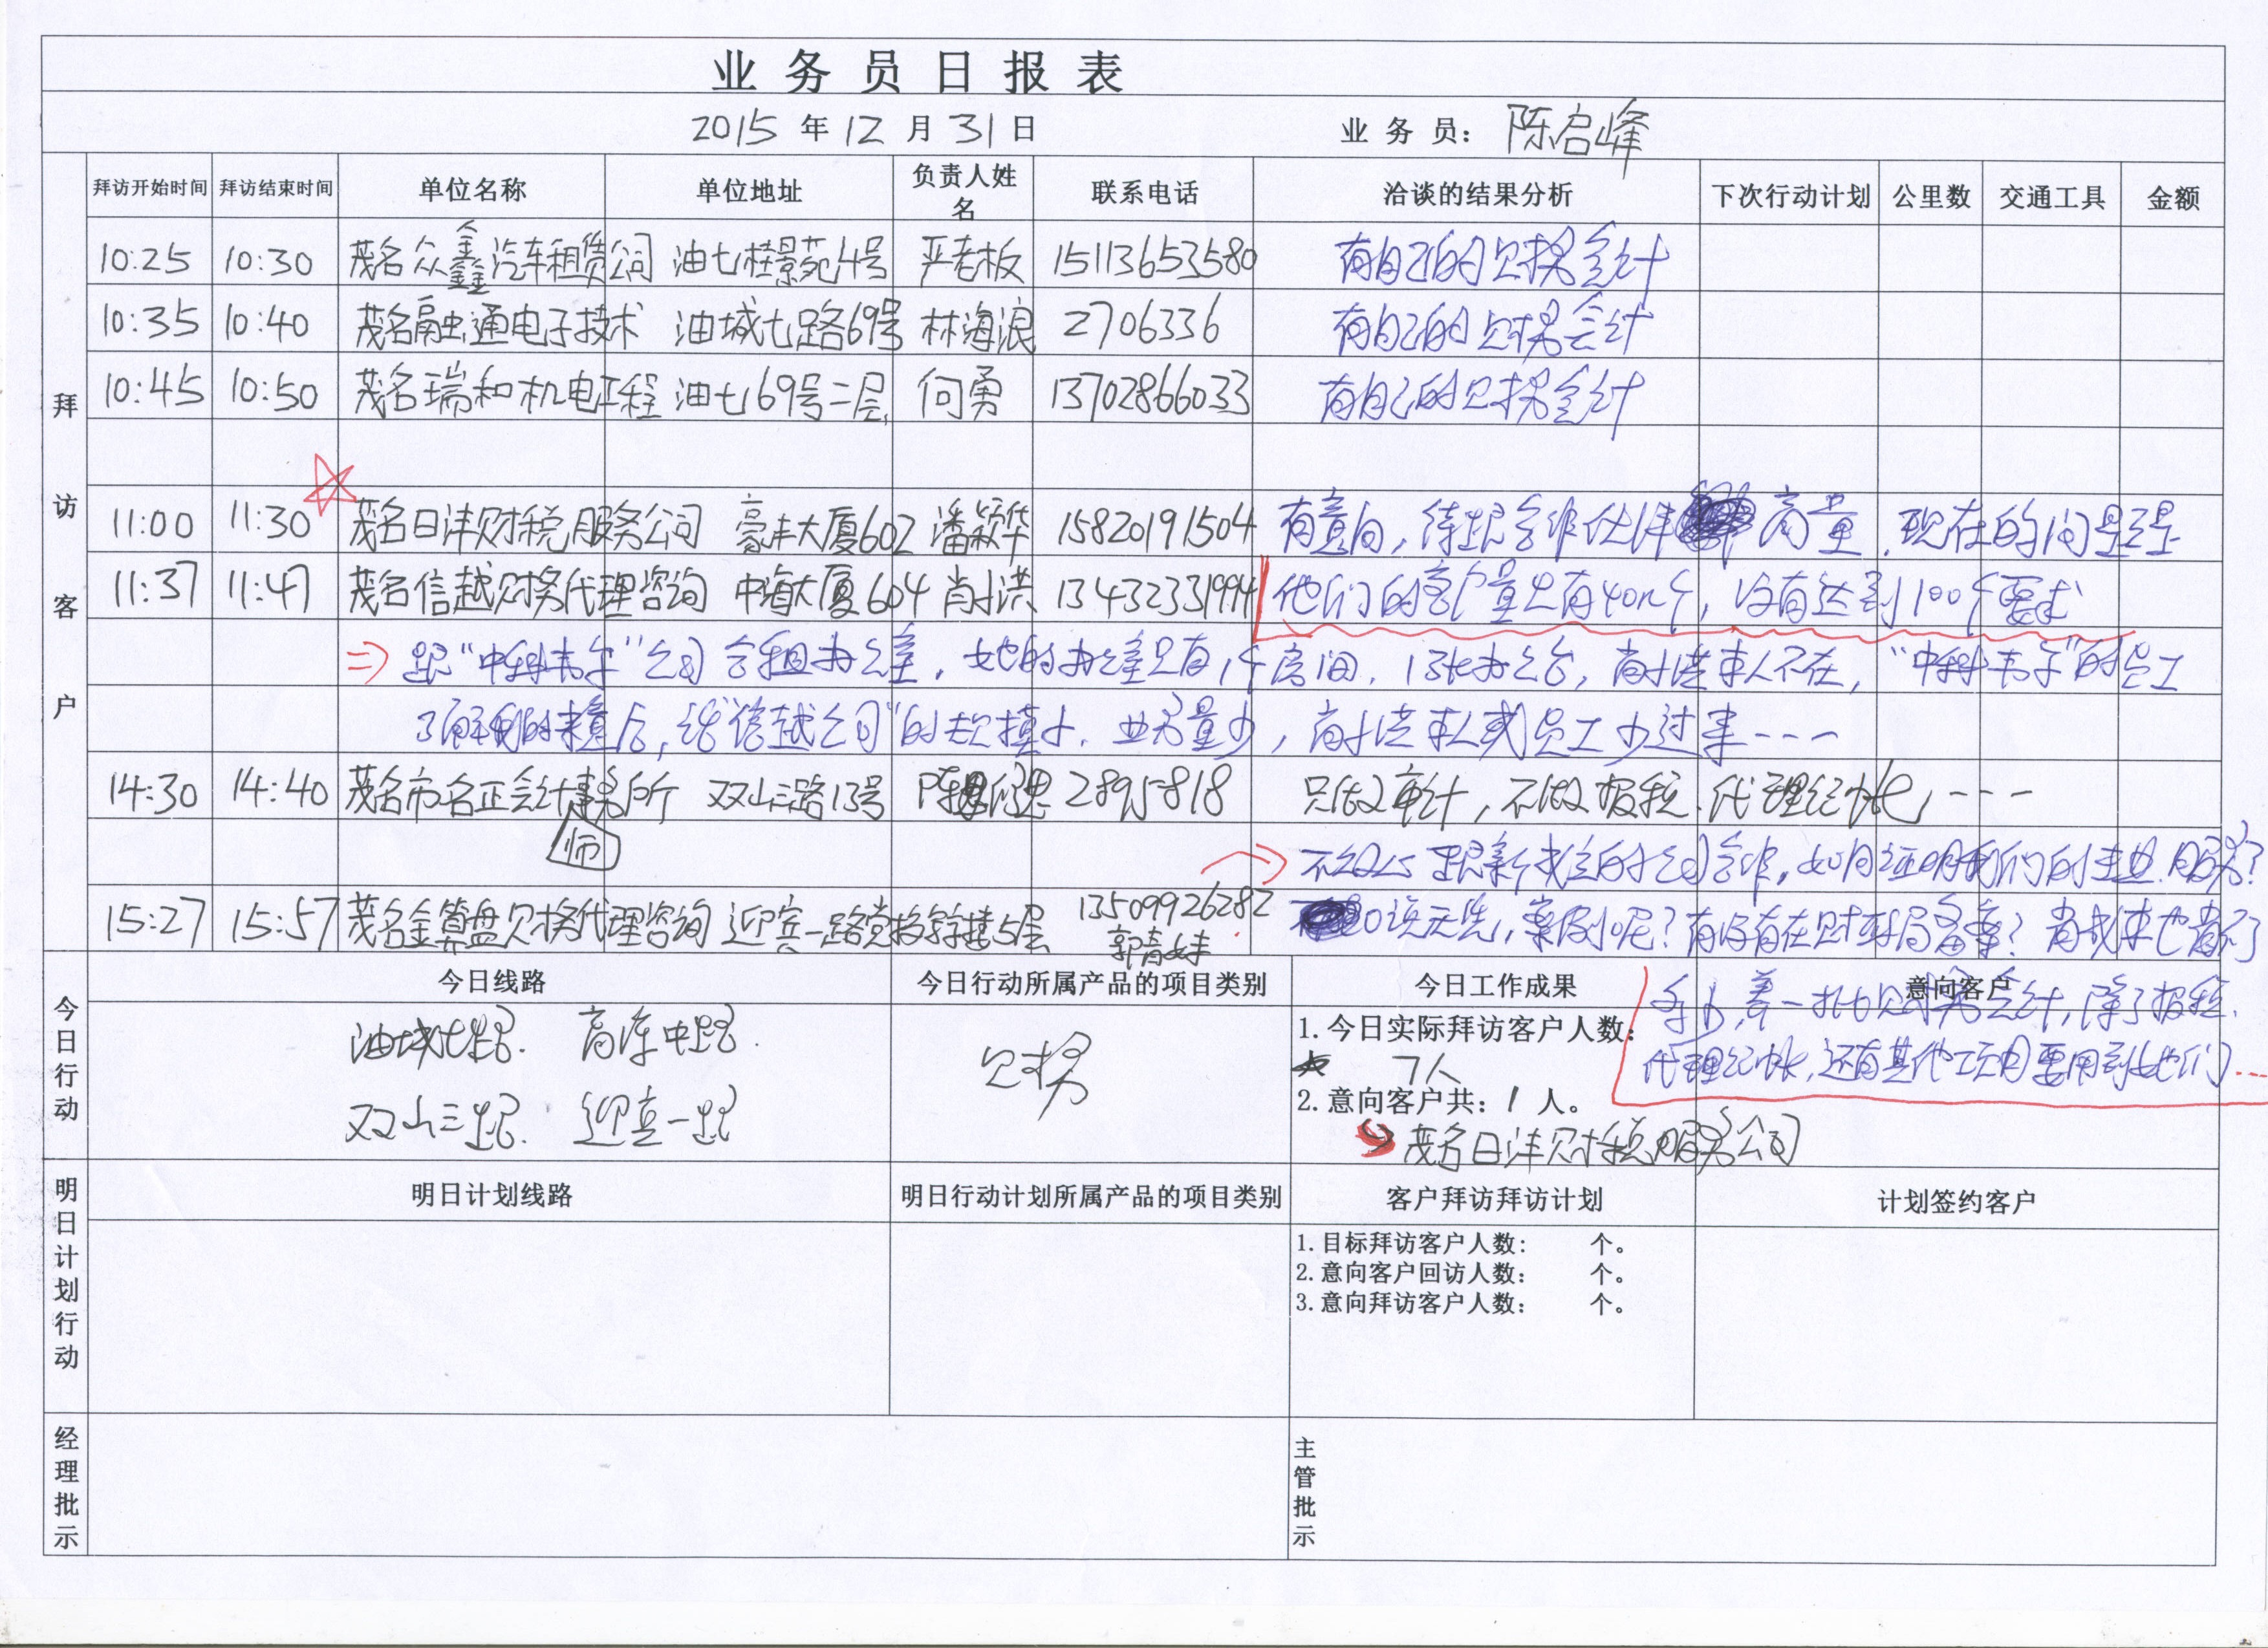 业务员日报表
2015 年 12 月 31 日 业务员: 陈启峰
拜访开始时间 拜访结束时间 单位名称 单位地址 负责人姓名 联系电话 洽谈的结果分析 下次行动计划 公里数 交通工具 金额
拜访客户
10:25 10:30 茂名众鑫汽车租赁公司 油七桂景苑4号 严老板 15113653580 有自己的财务会计
10:35 10:40 茂名融通电子技术 油城七路69号 林海浪 2706336 有自己的财务会计
10:45 10:50 茂名瑞和机电工程 油七69号二层 何勇 13702866033 有自己的财务会计
11:00 11:30 茂名日沣财税服务公司 豪丰大厦602 潘颖华 15820191504 有意向,待跟合作伙伴商量.现在的问题是
11:37 11:47 茂名信越财务代理咨询 中海大厦604 肖小洪 13432331994 他们的客户量只有40几个,没有达到100个要求
⇒ 跟“中科韦尔”公司合租办公室.她的办公室只有1个房间.1张办公台,肖小洪本人不在,“中科韦尔”的员工
了解我的来意后,说“信越公司”的规模小.业务量少,肖小洪本人或员工少过来---
14:30 14:40 茂名市名正会计师事务所 双山三路13号 2895818 只做审计,不做报税.代理记帐,---
→ 不敢跟新成立的公司合作.如何证明我们的专业.服务?
15:27 15:57 茂名金算盘财务代理咨询 迎宾一路党校字楼5层 13509926282 郭青 口说无凭,案例呢?有没有在财政局备案?肖成本也省不了
多少,养一批财务会计,除了报税.
代理记帐,还有其他项目要用到她们...
今日行动
今日线路 今日行动所属产品的项目类别 今日工作成果 意向客户
油城七路. 高凉中路.
双山三路. 迎宾一路
财务
1.今日实际拜访客户人数:
7人
2.意向客户共: 1 人。
茂名日沣财税服务公司
明日计划行动
明日计划线路 明日行动计划所属产品的项目类别 客户拜访拜访计划 计划签约客户
1.目标拜访客户人数: 个。
2.意向客户回访人数: 个。
3.意向拜访客户人数: 个。
经理批示 主管批示